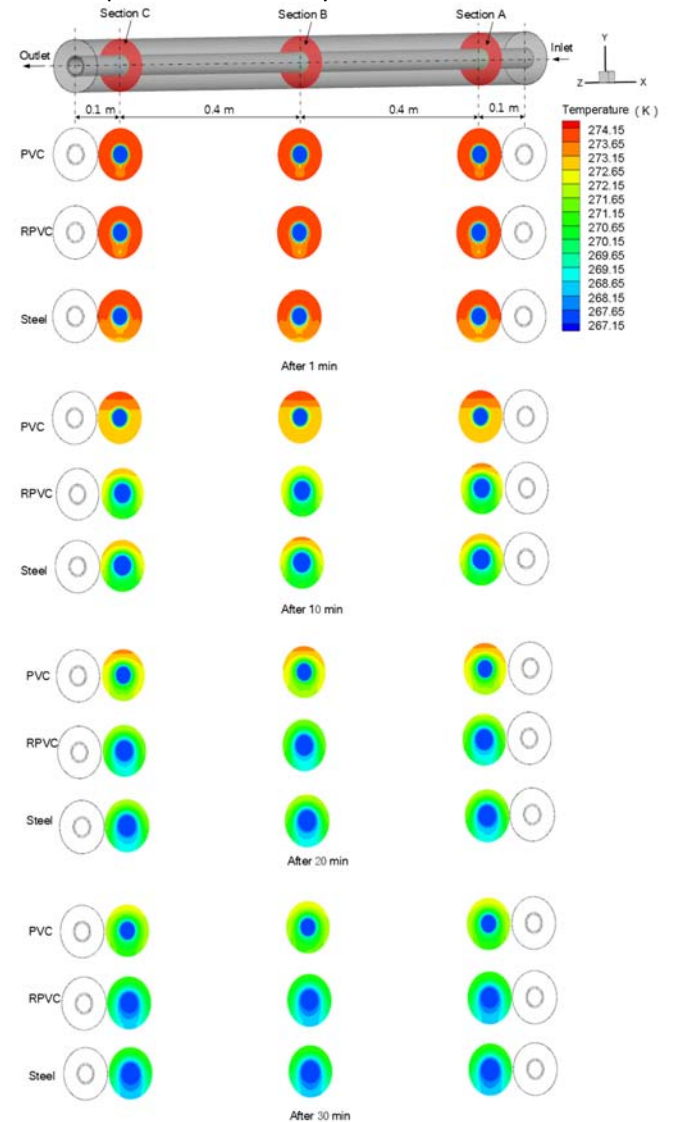 Section C Section B Section A
Outlet Inlet
Y
Z X
0.1 m 0.4 m 0.4 m 0.1 m
Temperature ( K )
274.15
273.65
273.15
272.65
272.15
271.65
271.15
270.65
270.15
269.65
269.15
268.65
268.15
267.65
267.15
PVC
RPVC
Steel
After 1 min
PVC
RPVC
Steel
After 10 min
PVC
RPVC
Steel
After 20 min
PVC
RPVC
Steel
After 30 min